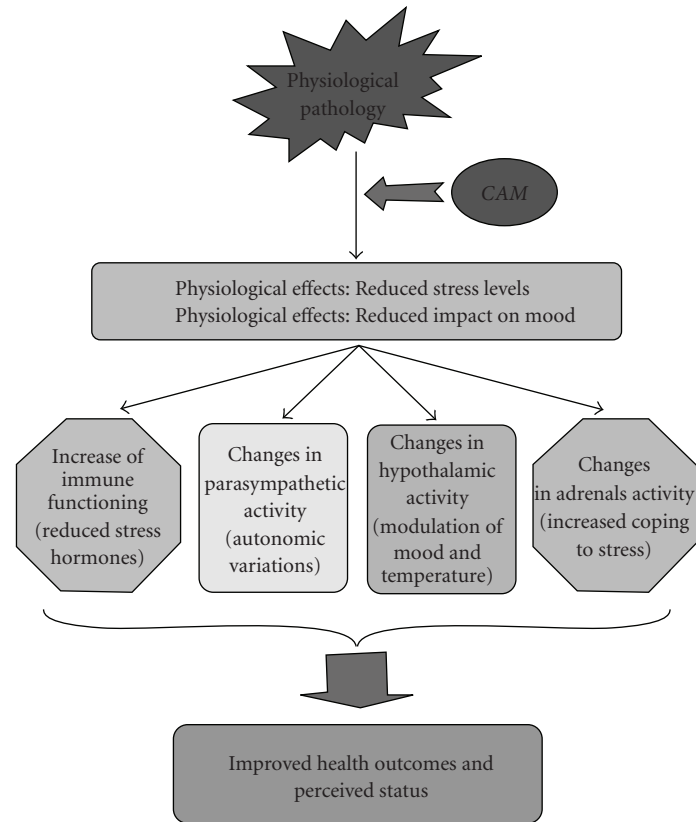 Physiological
pathology
CAM
Physiological effects: Reduced stress levels
Physiological effects: Reduced impact on mood
Increase of
immune
functioning
(reduced stress
hormones)
Changes in
parasympathetic
activity
(autonomic
variations)
Changes in
hypothalamic
activity
(modulation of
mood and
temperature)
Changes
in adrenals activity
(increased coping
to stress)
Improved health outcomes and
perceived status